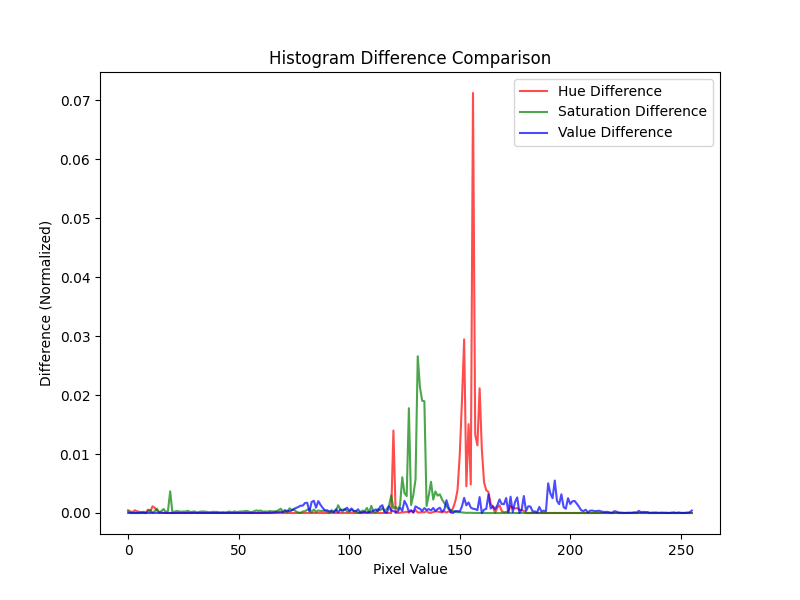 Histogram Difference Comparison
Hue Difference
Saturation Difference
Value Difference
Difference (Normalized)
0.07
0.06
0.05
0.04
0.03
0.02
0.01
0.00
0
50
100
150
200
250
Pixel Value